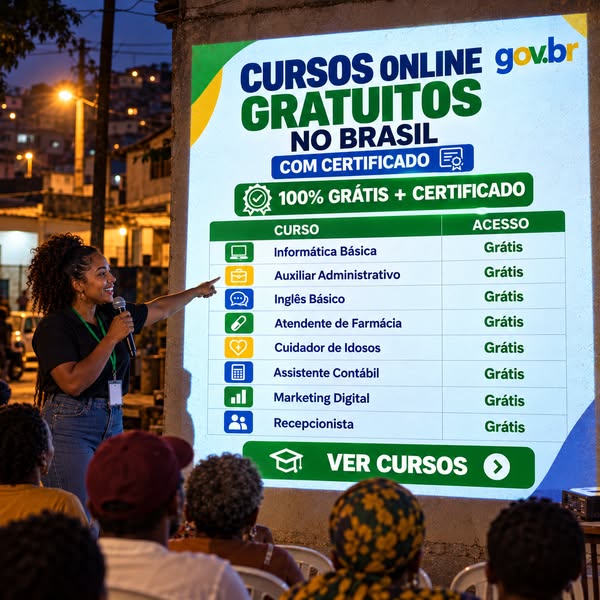 CURSOS ONLINE
gov.br
GRATUITOS
NO BRASIL
COM CERTIFICADO
100% GRÁTIS + CERTIFICADO
CURSO ACESSO
Informática Básica Grátis
Auxiliar Administrativo Grátis
Inglês Básico Grátis
Atendente de Farmácia Grátis
Cuidador de Idosos Grátis
Assistente Contábil Grátis
Marketing Digital Grátis
Recepcionista Grátis
VER CURSOS